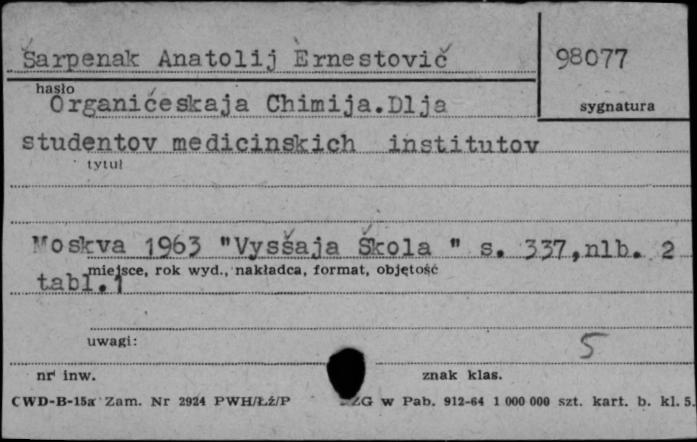 Šarpenak Anatolij Ernestovič
98077
hasło
Organičeskaja Chimija.Dlja
sygnatura
studentov medicinskich institutov
tytuł
Moskva 1963 "Vysšaja Škola " s. 337,nlb. 2
miejsce, rok wyd., nakładca, format, objętość
tabl.1
uwagi:
5
nr inw.
znak klas.
CWD-B-15a Zam. Nr 2924 PWH/Łź/P
ZG w Pab. 912-64 1 000 000 szt. kart. b. kl. 5.